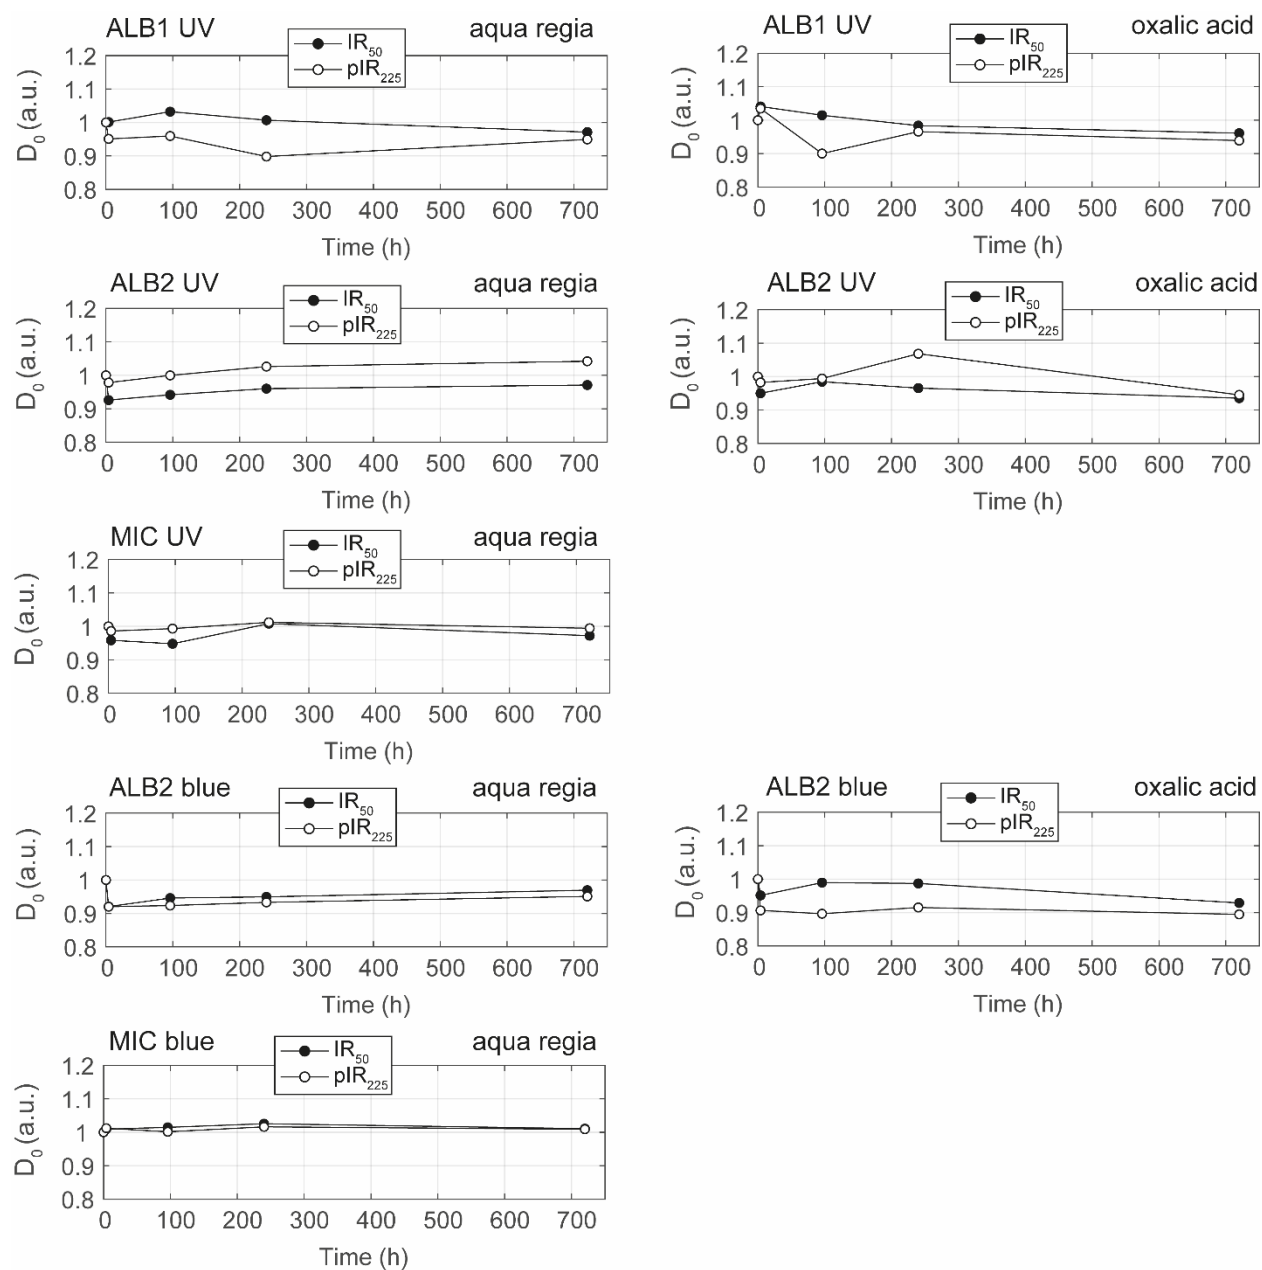 ALB1 UV aqua regia
IR50
pIR225
D0 (a.u.)
1.2
1.1
1
0.9
0.8
0 100 200 300 400 500 600 700
Time (h)
ALB1 UV oxalic acid
IR50
pIR225
D0 (a.u.)
1.2
1.1
1
0.9
0.8
0 100 200 300 400 500 600 700
Time (h)
ALB2 UV aqua regia
IR50
pIR225
D0 (a.u.)
1.2
1.1
1
0.9
0.8
0 100 200 300 400 500 600 700
Time (h)
ALB2 UV oxalic acid
IR50
pIR225
D0 (a.u.)
1.2
1.1
1
0.9
0.8
0 100 200 300 400 500 600 700
Time (h)
MIC UV aqua regia
IR50
pIR225
D0 (a.u.)
1.2
1.1
1
0.9
0.8
0 100 200 300 400 500 600 700
Time (h)
ALB2 blue aqua regia
IR50
pIR225
D0 (a.u.)
1.2
1.1
1
0.9
0.8
0 100 200 300 400 500 600 700
Time (h)
ALB2 blue oxalic acid
IR50
pIR225
D0 (a.u.)
1.2
1.1
1
0.9
0.8
0 100 200 300 400 500 600 700
Time (h)
MIC blue aqua regia
IR50
pIR225
D0 (a.u.)
1.2
1.1
1
0.9
0.8
0 100 200 300 400 500 600 700
Time (h)